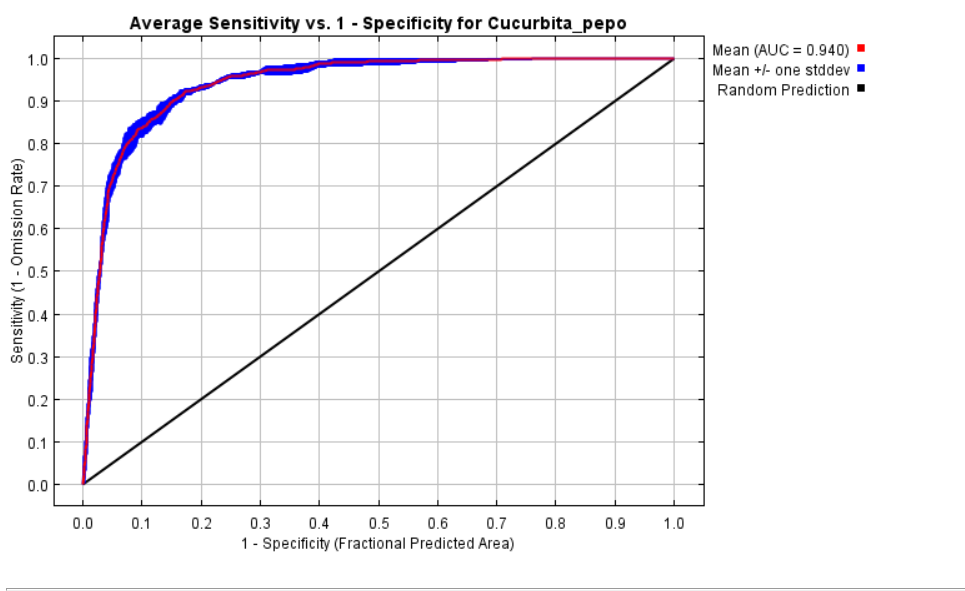 Average Sensitivity vs. 1 - Specificity for Cucurbita_pepo
Mean (AUC = 0.940)
Mean +/- one stddev
Random Prediction
Sensitivity (1 - Omission Rate)
1.0
0.9
0.8
0.7
0.6
0.5
0.4
0.3
0.2
0.1
0.0
0.0 0.1 0.2 0.3 0.4 0.5 0.6 0.7 0.8 0.9 1.0
1 - Specificity (Fractional Predicted Area)